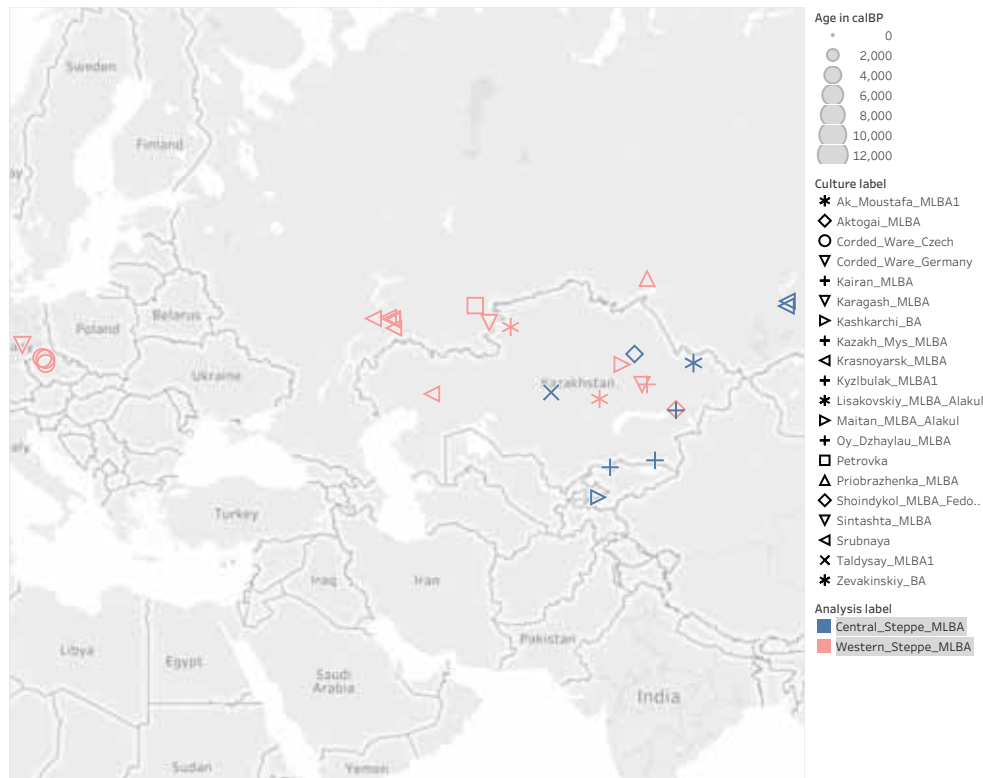 Sweden
Finland
Poland
Belarus
Ukraine
Kazakhstan
Turkey
Iraq
Iran
Pakistan
Libya
Egypt
Saudi
Arabia
India
Sudan
Yemen
Age in calBP
0
2,000
4,000
6,000
8,000
10,000
12,000
Culture label
Ak_Moustafa_MLBA1
Aktogai_MLBA
Corded_Ware_Czech
Corded_Ware_Germany
Kairan_MLBA
Karagash_MLBA
Kashkarchi_BA
Kazakh_Mys_MLBA
Krasnoyarsk_MLBA
Kyzlbulak_MLBA1
Lisakovskiy_MLBA_Alakul
Maitan_MLBA_Alakul
Oy_Dzhaylau_MLBA
Petrovka
Priobrazhenka_MLBA
Shoindykol_MLBA_Fedo..
Sintashta_MLBA
Srubnaya
Taldysay_MLBA1
Zevakinskiy_BA
Analysis label
Central_Steppe_MLBA
Western_Steppe_MLBA